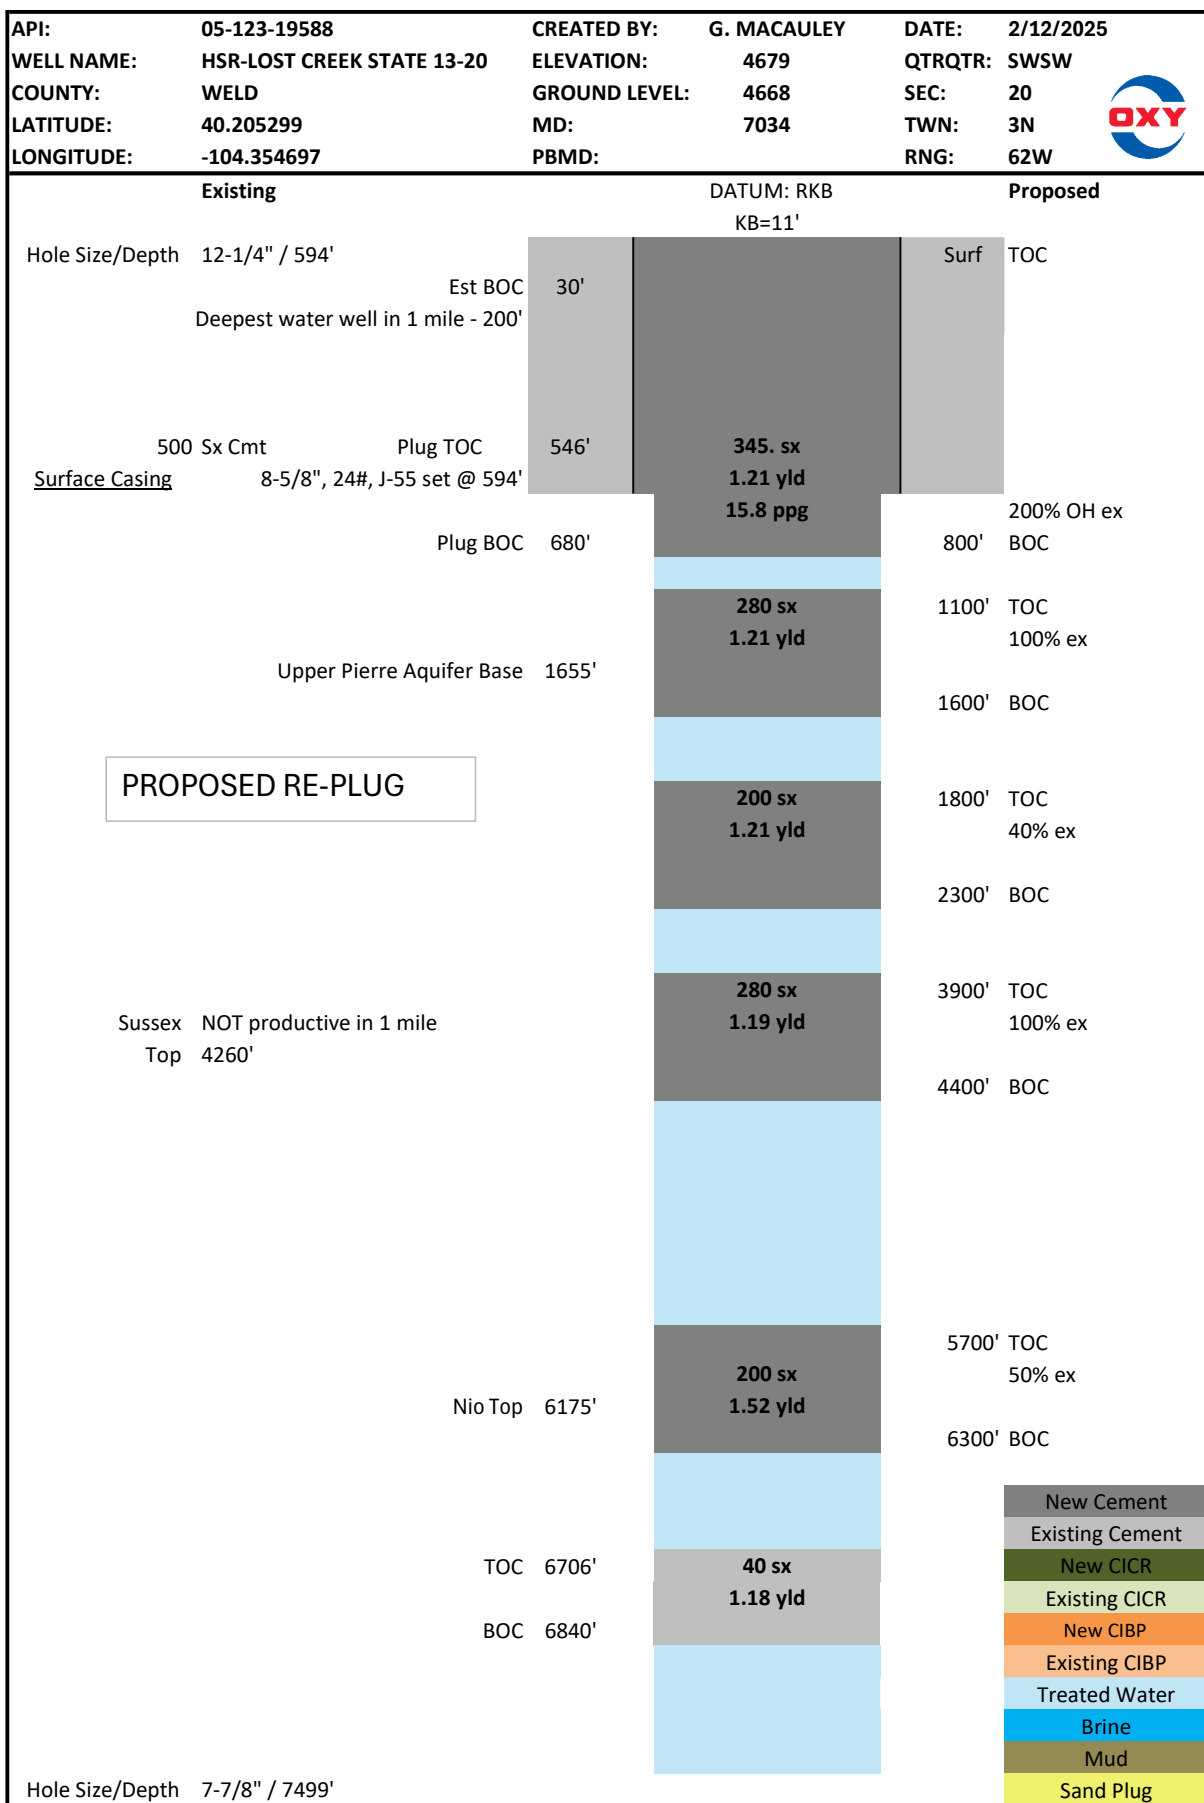 API: 05-123-19588 CREATED BY: G. MACAULEY DATE: 2/12/2025
WELL NAME: HSR-LOST CREEK STATE 13-20 ELEVATION: 4679 QTRQTR: SWSW
COUNTY: WELD GROUND LEVEL: 4668 SEC: 20
OXY
LATITUDE: 40.205299 MD: 7034 TWN: 3N
LONGITUDE: -104.354697 PBMD: RNG: 62W
Existing DATUM: RKB Proposed
KB=11'
Hole Size/Depth 12-1/4" / 594' Surf TOC
Est BOC 30'
Deepest water well in 1 mile - 200'
500 Sx Cmt Plug TOC 546' 345. sx
Surface Casing 8-5/8", 24#, J-55 set @ 594' 1.21 yld
15.8 ppg 200% OH ex
Plug BOC 680' 800' BOC
280 sx 1100' TOC
1.21 yld 100% ex
Upper Pierre Aquifer Base 1655'
1600' BOC
PROPOSED RE-PLUG
200 sx 1800' TOC
1.21 yld 40% ex
2300' BOC
280 sx 3900' TOC
Sussex NOT productive in 1 mile 1.19 yld 100% ex
Top 4260'
4400' BOC
5700' TOC
200 sx 50% ex
Nio Top 6175' 1.52 yld
6300' BOC
New Cement
Existing Cement
TOC 6706' 40 sx New CICR
1.18 yld Existing CICR
BOC 6840' New CIBP
Existing CIBP
Treated Water
Brine
Mud
Hole Size/Depth 7-7/8" / 7499' Sand Plug